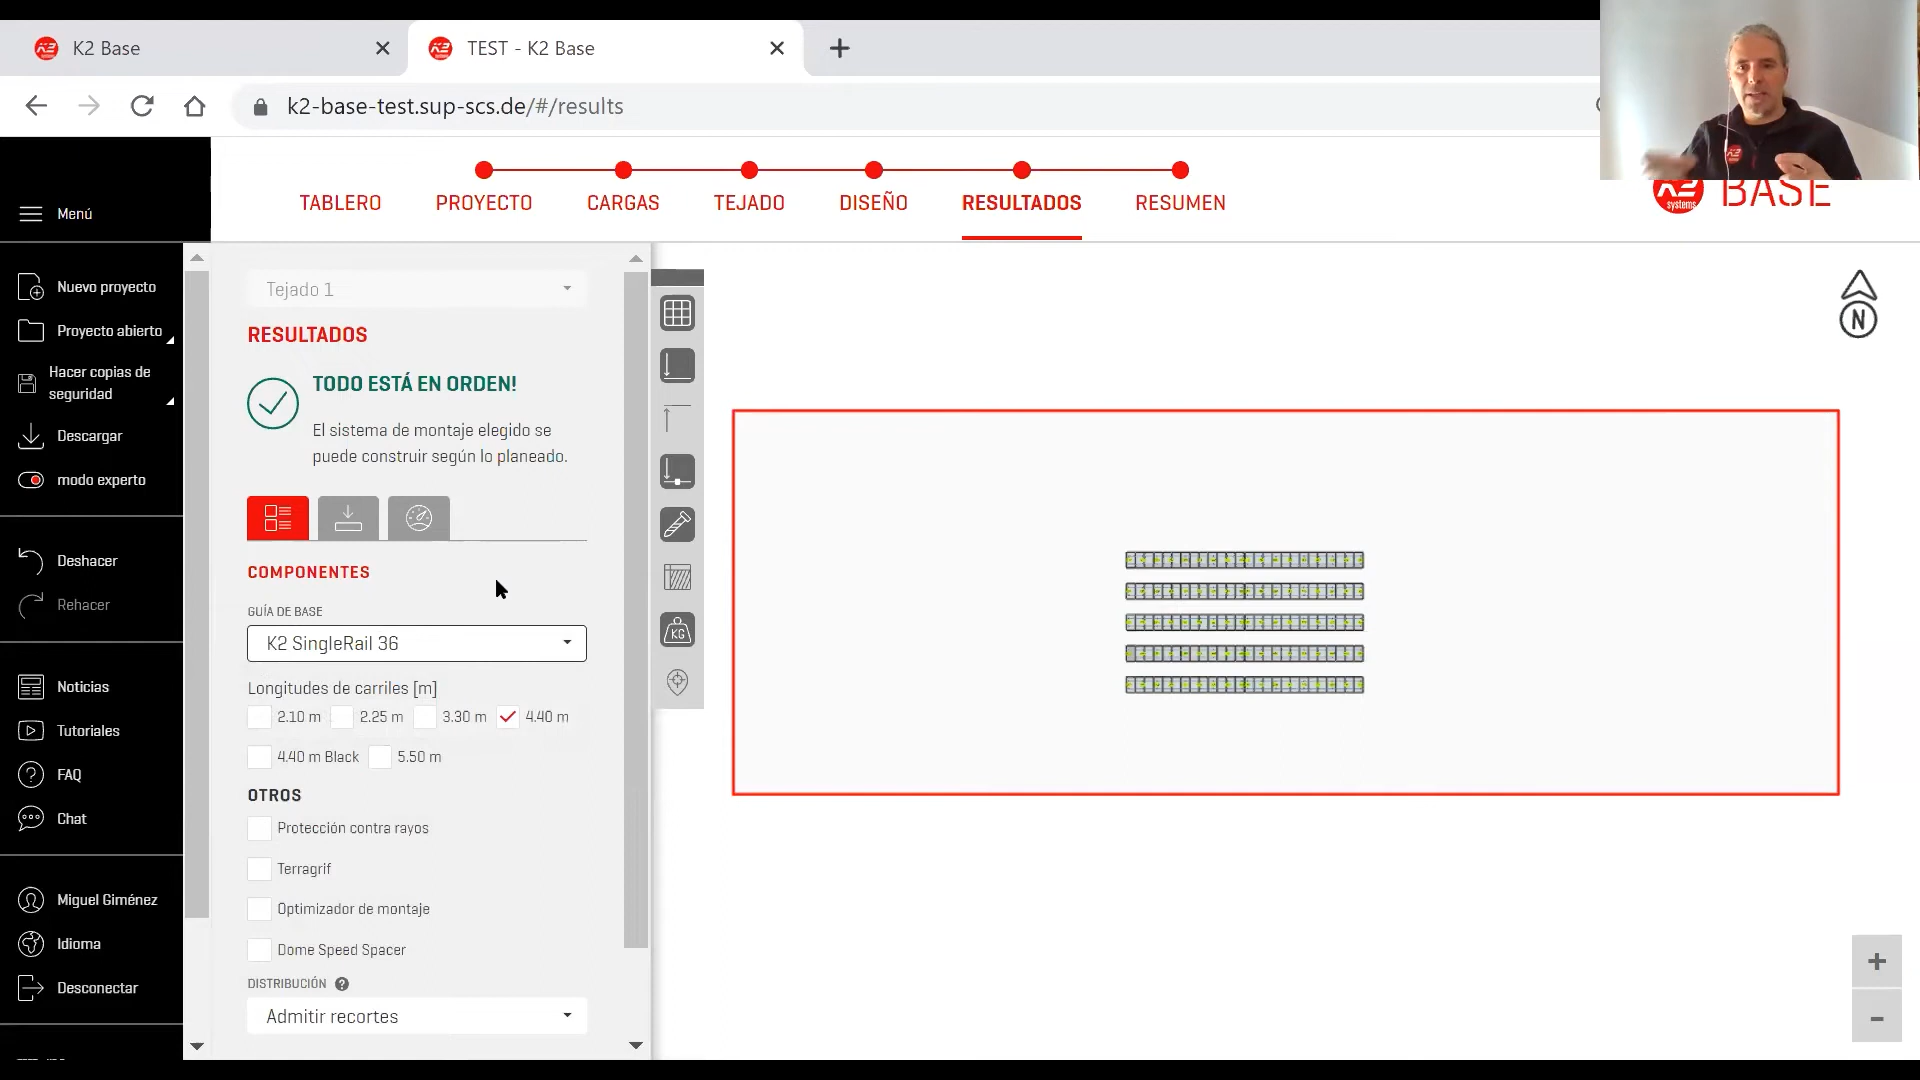 K2 Base
TEST - K2 Base
k2-base-test.sup-scs.de/#/results
Menú
TABLERO
PROYECTO
CARGAS
TEJADO
DISEÑO
RESULTADOS
RESUMEN
K2
systems
BASE
Nuevo proyecto
Proyecto abierto
Hacer copias de
seguridad
Descargar
modo experto
Deshacer
Rehacer
Noticias
Tutoriales
FAQ
Chat
Miguel Giménez
Idioma
Desconectar
Tejado 1
RESULTADOS
TODO ESTÁ EN ORDEN!
El sistema de montaje elegido se
puede construir según lo planeado.
COMPONENTES
GUÍA DE BASE
K2 SingleRail 36
Longitudes de carriles [m]
2.10 m 2.25 m 3.30 m 4.40 m
4.40 m Black 5.50 m
OTROS
Protección contra rayos
Terragrif
Optimizador de montaje
Dome Speed Spacer
DISTRIBUCIÓN ?
Admitir recortes
KG
N